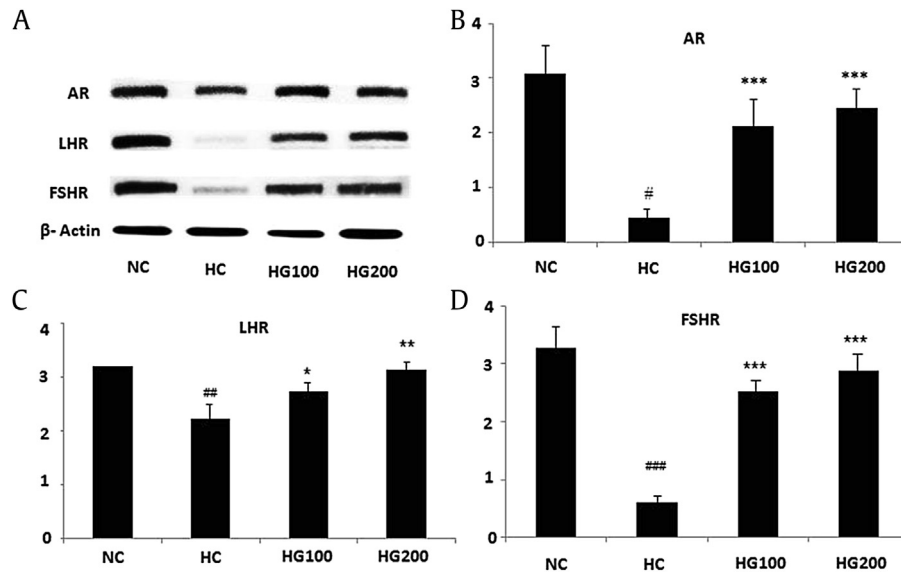 A
AR
LHR
FSHR
β- Actin
NC HC HG100 HG200
B
AR
4
3
2
1
0
***
***
#
NC HC HG100 HG200
C
LHR
4
3
2
1
0
##
*
**
NC HC HG100 HG200
D
FSHR
4
3
2
1
0
###
***
***
NC HC HG100 HG200